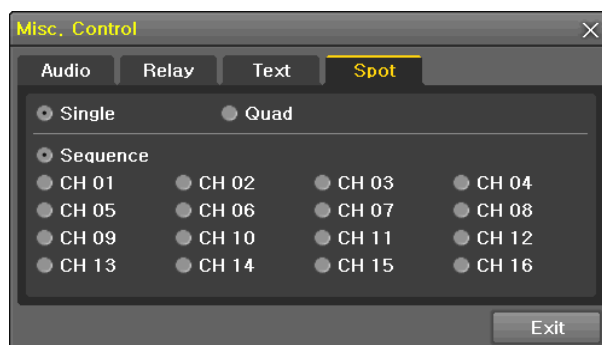 Misc. Control
Audio Relay Text Spot
Single Quad
Sequence
CH 01 CH 02 CH 03 CH 04
CH 05 CH 06 CH 07 CH 08
CH 09 CH 10 CH 11 CH 12
CH 13 CH 14 CH 15 CH 16
Exit